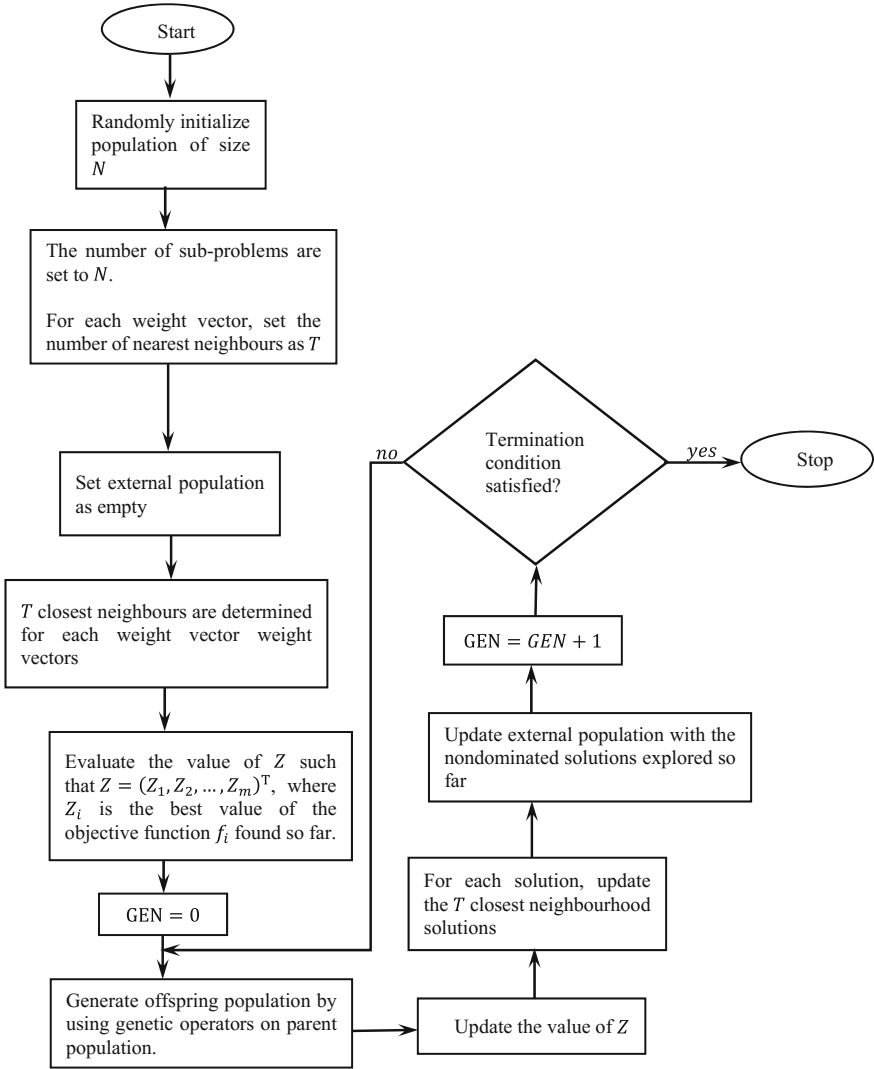 Start
Randomly initialize
population of size
N
The number of sub-problems are
set to N.
For each weight vector, set the
number of nearest neighbours as T
Set external population
as empty
T closest neighbours are determined
for each weight vector weight
vectors
Evaluate the value of Z such
that Z = (Z₁, Z₂, … , Zₘ)ᵀ, where
Zᵢ is the best value of the
objective function fᵢ found so far.
GEN = 0
Generate offspring population by
using genetic operators on parent
population.
Update the value of Z
For each solution, update
the T closest neighbourhood
solutions
Update external population with the
nondominated solutions explored so
far
GEN = GEN + 1
Termination
condition
satisfied?
no
yes
Stop